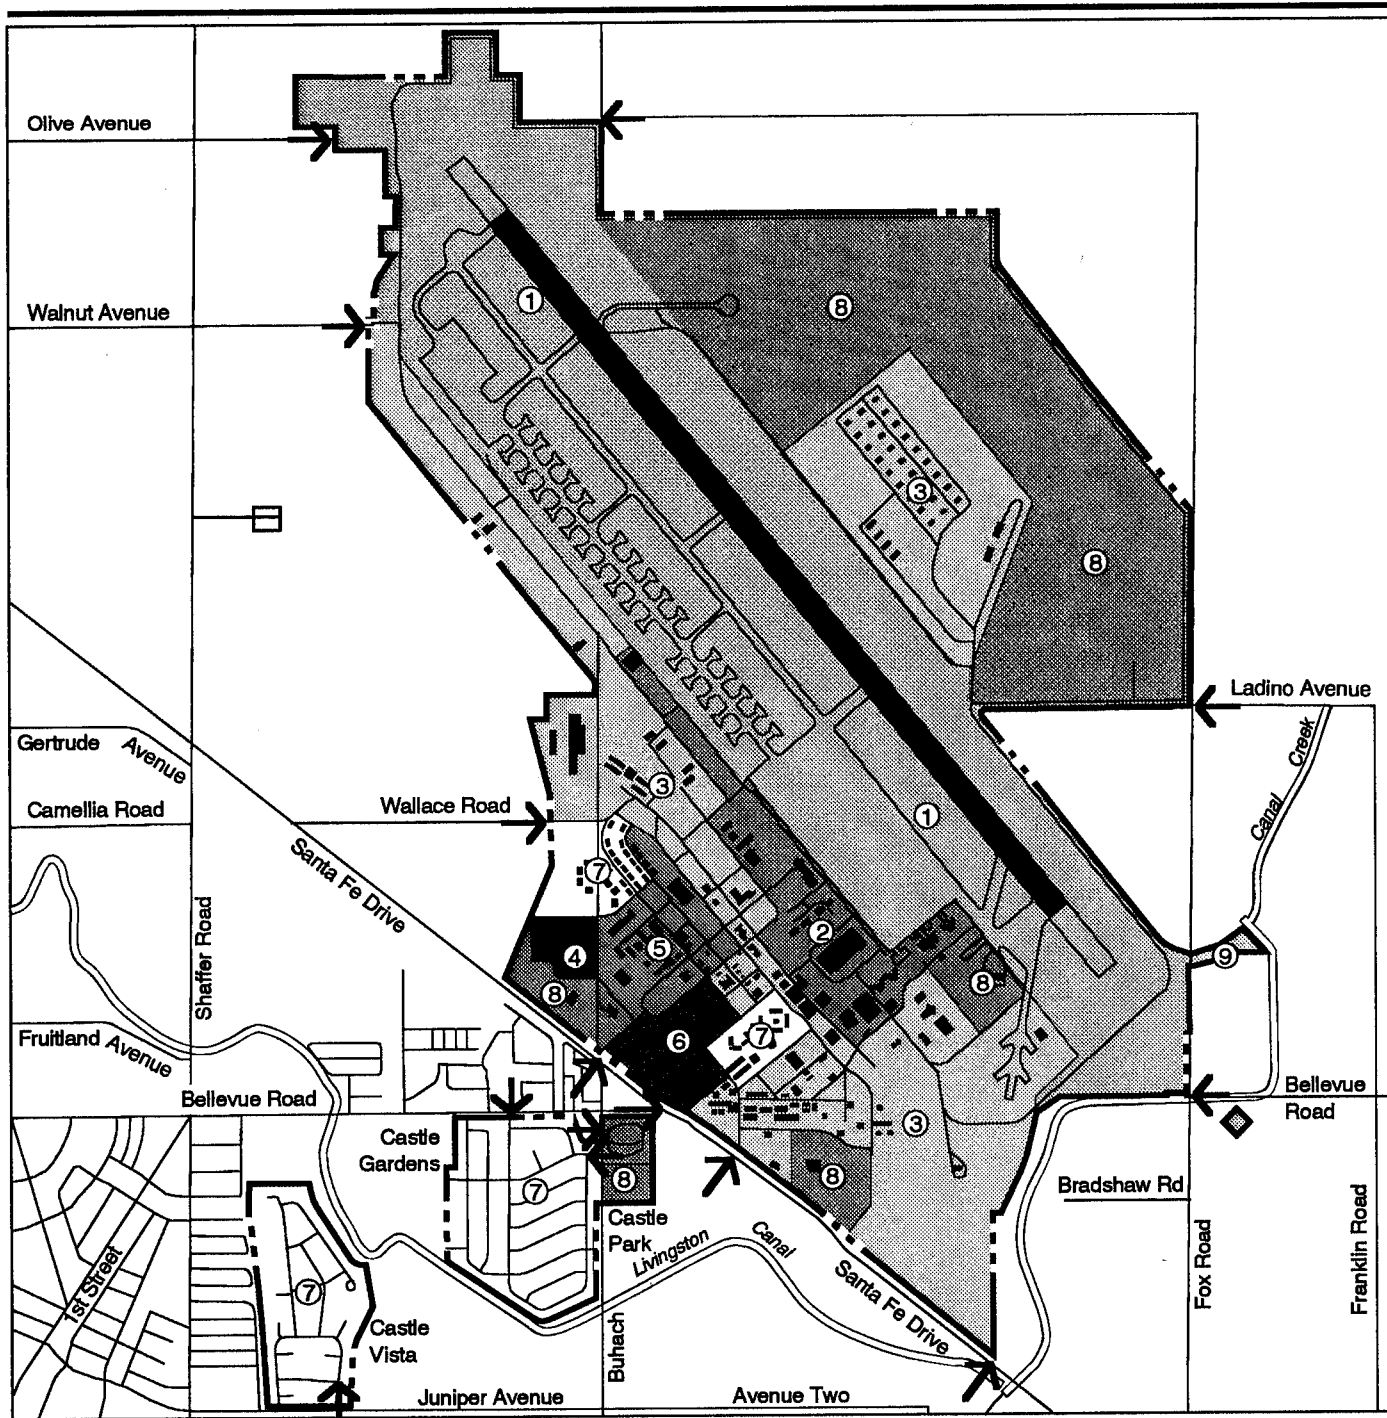 Olive Avenue
①
⑧
Walnut Avenue
③
⑧
Ladino Avenue
Gertrude Avenue
Creek
Canal
Camellia Road
Wallace Road
③
①
Santa Fe Drive
⑦
Shaffer Road
④
⑤
②
⑨
⑧
⑧
Fruitland Avenue
⑥
⑦
Bellevue Road
Bellevue
Road
③
Castle
Gardens
⑦
⑧
⑧
Bradshaw Rd
Castle
Park
Livingston
Canal
1st Street
⑦
Santa Fe Drive
Fox Road
Franklin Road
Castle
Vista
Buhach
Juniper Avenue
Avenue Two